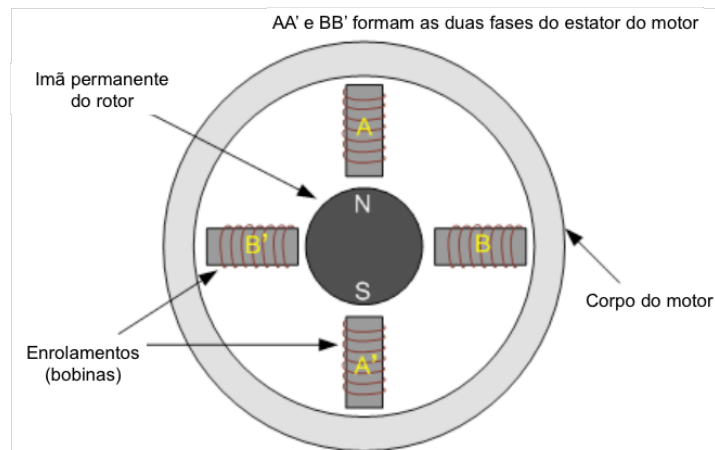 AA’ e BB’ formam as duas fases do estator do motor
Imã permanente
do rotor
A
N
B’
B
S
Corpo do motor
Enrolamentos
(bobinas)
A’